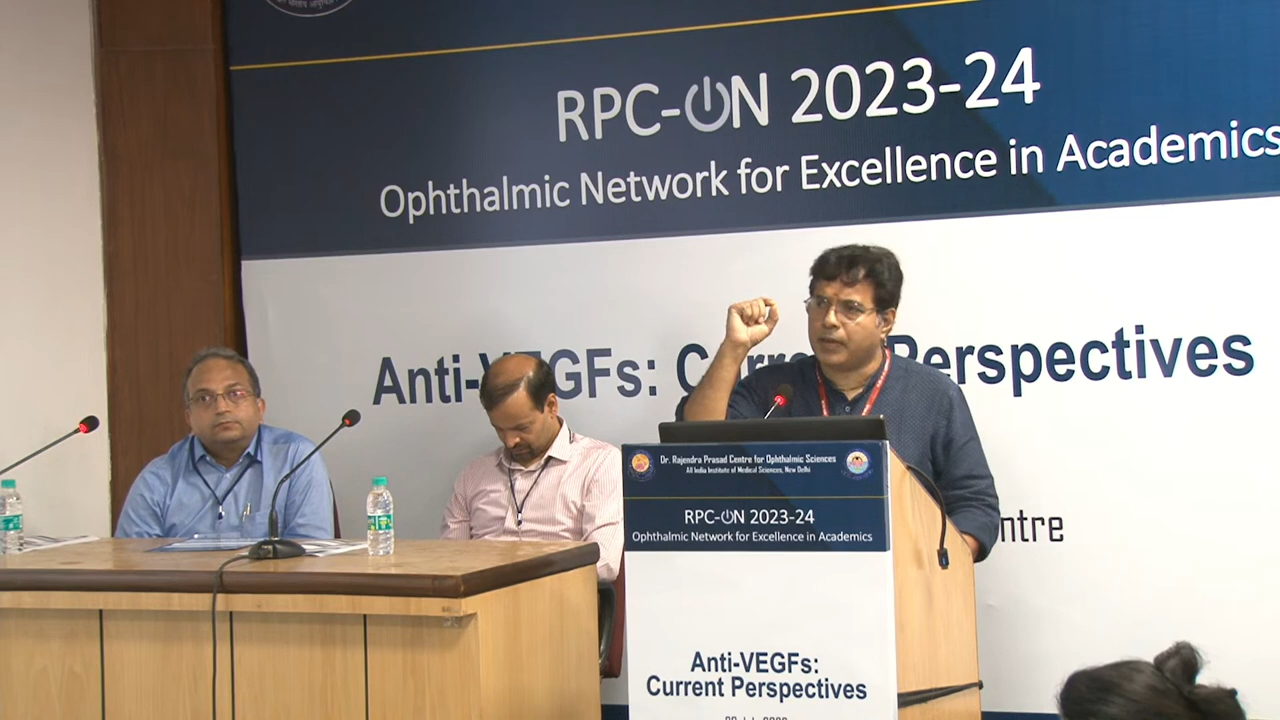 RPC-ON 2023-24
Ophthalmic Network for Excellence in Academics
Anti-VEGFs: Current Perspectives
Dr. Rajendra Prasad Centre for Ophthalmic Sciences
All India Institute of Medical Sciences, New Delhi
RPC-ON 2023-24
Ophthalmic Network for Excellence in Academics
Anti-VEGFs:
Current Perspectives